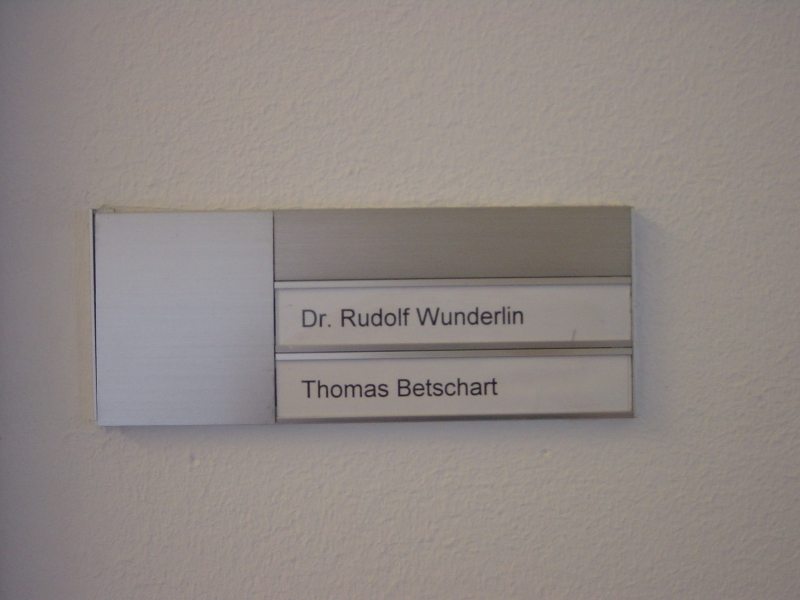 Dr. Rudolf Wunderlin
Thomas Betschart